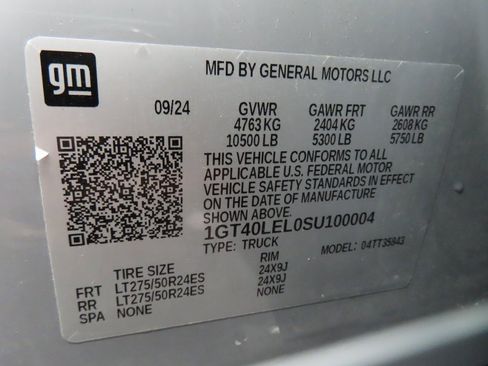 gm
MFD BY GENERAL MOTORS LLC
09/24 GVWR GAWR FRT GAWR RR
4763 KG 2404 KG 2608 KG
10500 LB 5300 LB 5750 LB
THIS VEHICLE CONFORMS TO ALL
APPLICABLE U.S. FEDERAL MOTOR
VEHICLE SAFETY STANDARDS IN EFFECT
ON THE DATE OF MANUFACTURE
SHOWN ABOVE.
1GT40LEL0SU100004
TYPE: TRUCK MODEL: 04TT35843
TIRE SIZE RIM
FRT LT275/50R24ES 24X9J
RR LT275/50R24ES 24X9J
SPA NONE NONE